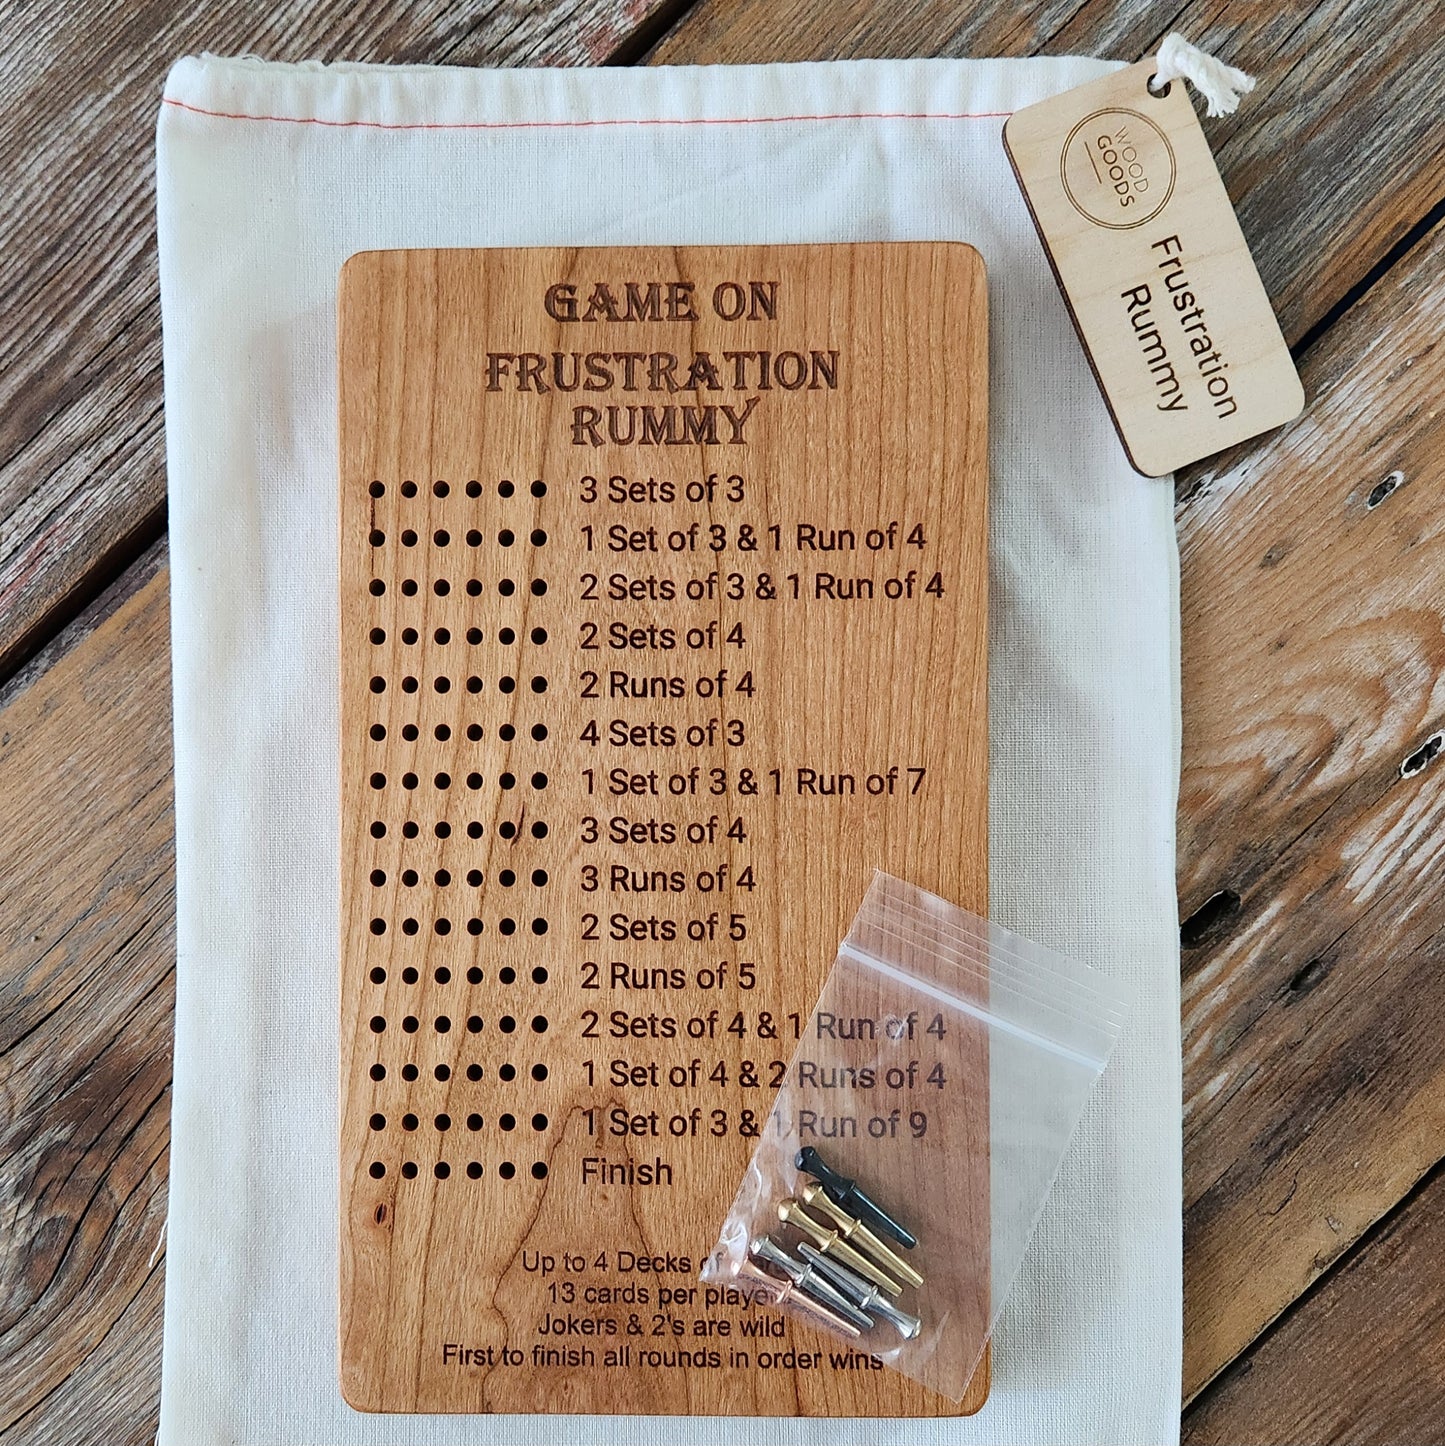 WOOD
GOODS
Frustration
Rummy
GAME ON
FRUSTRATION
RUMMY
3 Sets of 3
1 Set of 3 & 1 Run of 4
2 Sets of 3 & 1 Run of 4
2 Sets of 4
2 Runs of 4
4 Sets of 3
1 Set of 3 & 1 Run of 7
3 Sets of 4
3 Runs of 4
2 Sets of 5
2 Runs of 5
2 Sets of 4 & 1 Run of 4
1 Set of 4 & 2 Runs of 4
1 Set of 3 & 1 Run of 9
Finish
Up to 4 Decks
13 cards per player
Jokers & 2's are wild
First to finish all rounds in order wins